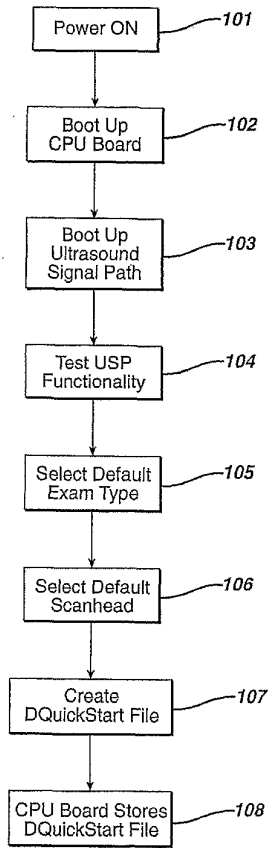 Power ON
101
Boot Up
CPU Board
102
Boot Up
Ultrasound
Signal Path
103
Test USP
Functionality
104
Select Default
Exam Type
105
Select Default
Scanhead
106
Create
DQuickStart File
107
CPU Board Stores
DQuickStart File
108